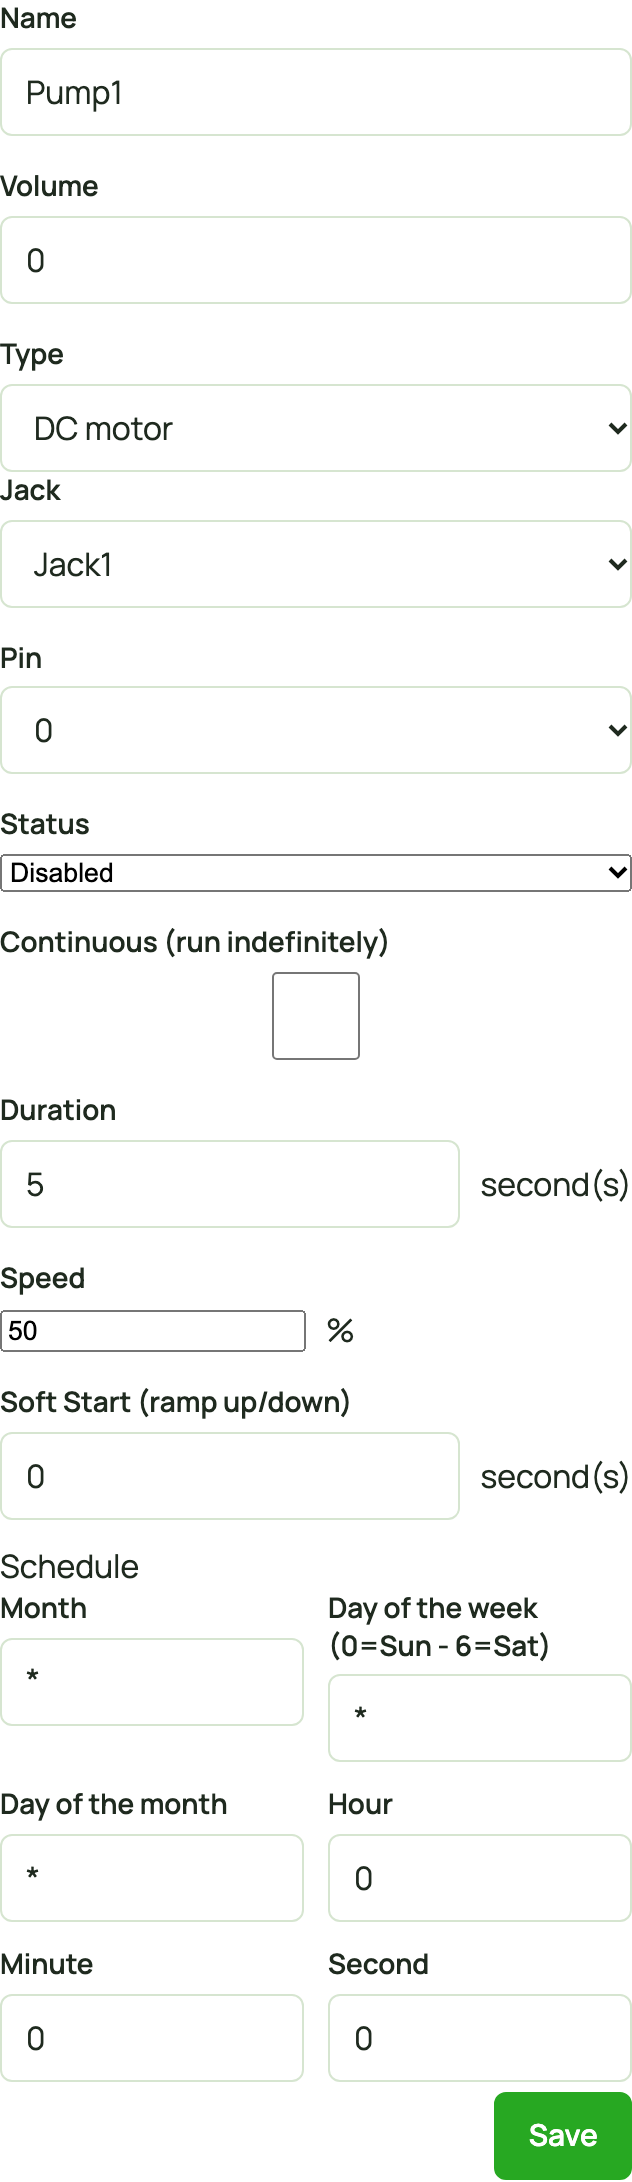 Name
Pump1
Volume
0
Type
DC motor
Jack
Jack1
Pin
0
Status
Disabled
Continuous (run indefinitely)
Duration
5 second(s)
Speed
50 %
Soft Start (ramp up/down)
0 second(s)
Schedule
Month
*
Day of the week
(0=Sun - 6=Sat)
*
Day of the month
*
Hour
0
Minute
0
Second
0
Save